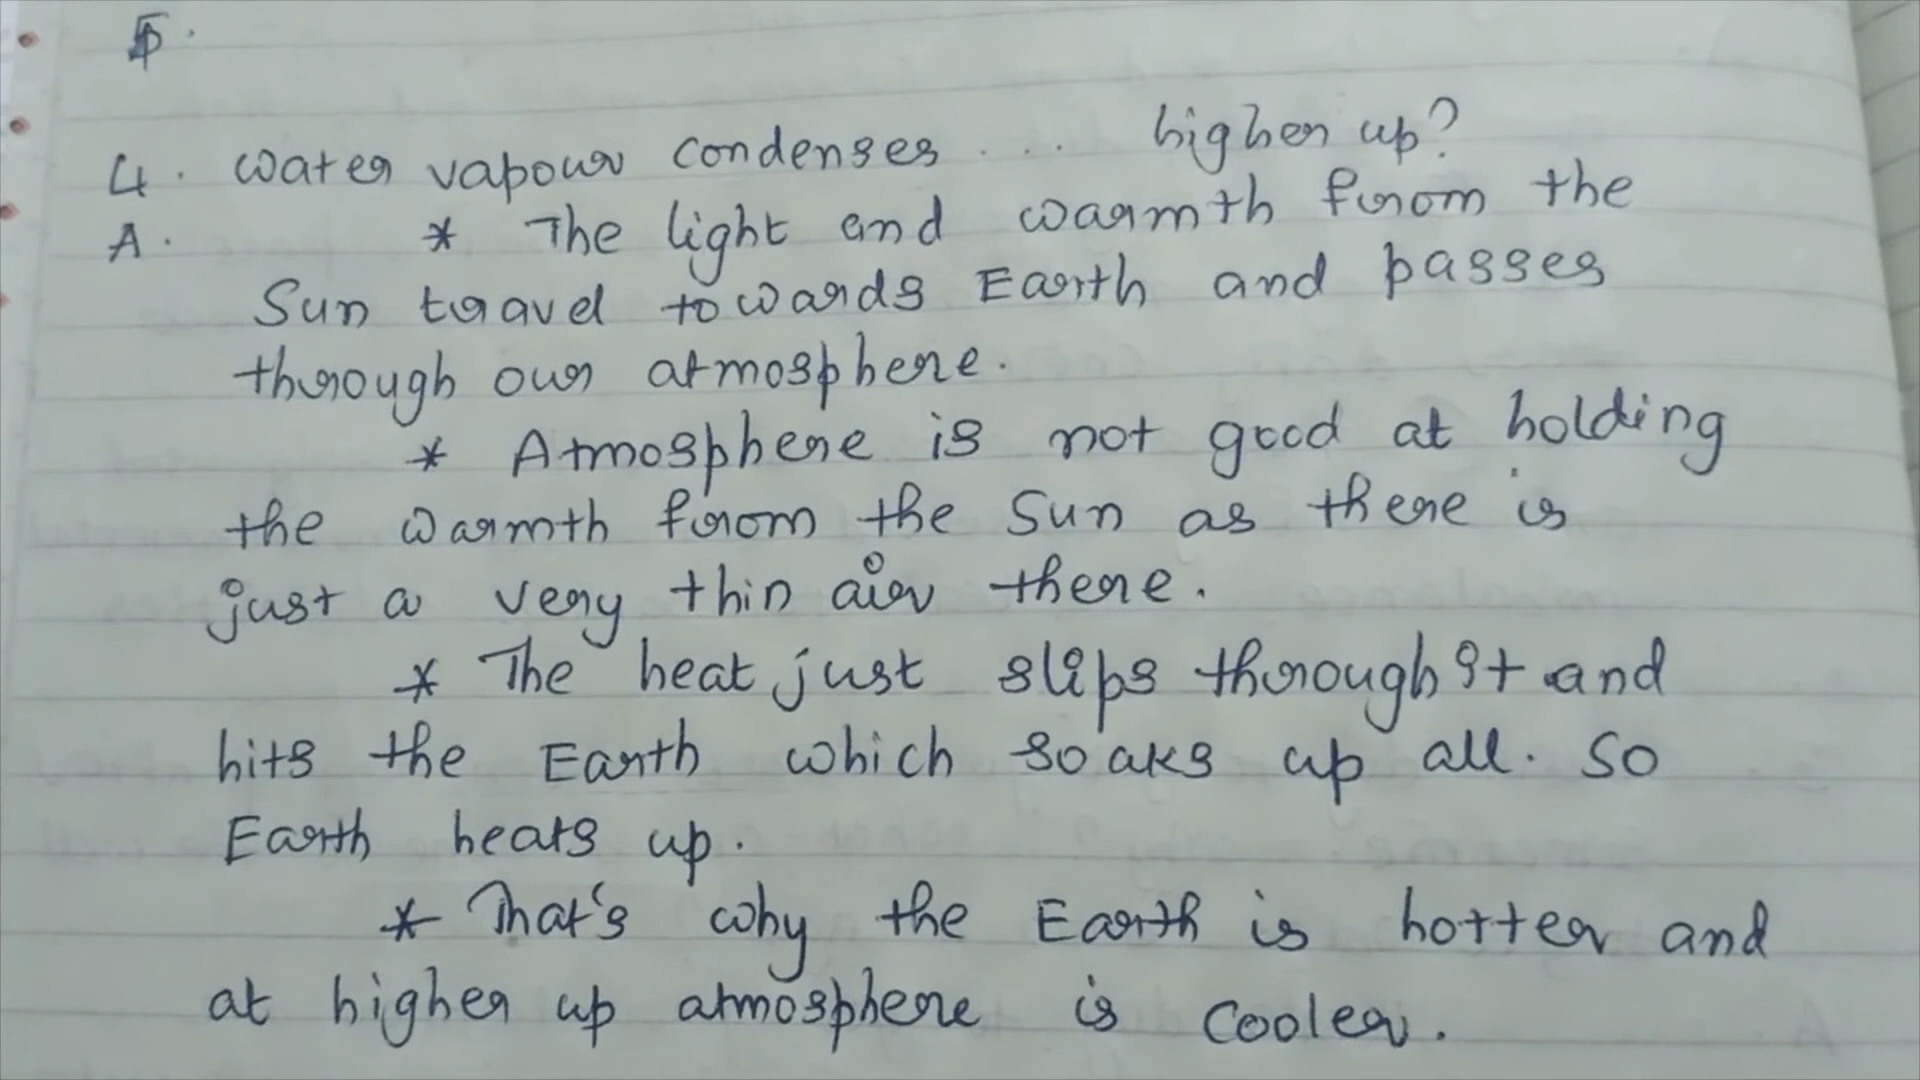 5.
4. Water vapour condenses ... higher up?
A. * The light and warmth from the
Sun travel towards Earth and passes
through our atmosphere.
* Atmosphere is not good at holding
the warmth from the Sun as there is
just a very thin air there.
* The heat just slips through it and
hits the Earth which soaks up all. So
Earth heats up.
* That's why the Earth is hotter and
at higher up atmosphere is cooler.